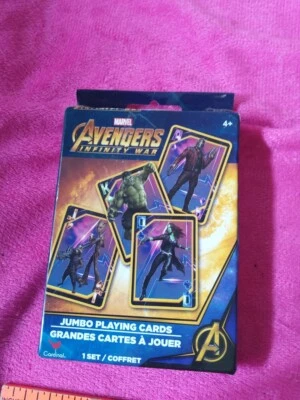 MARVEL
AVENGERS
INFINITY WAR
4+
JUMBO PLAYING CARDS
GRANDES CARTES À JOUER
Cardinal.
1 SET / COFFRET